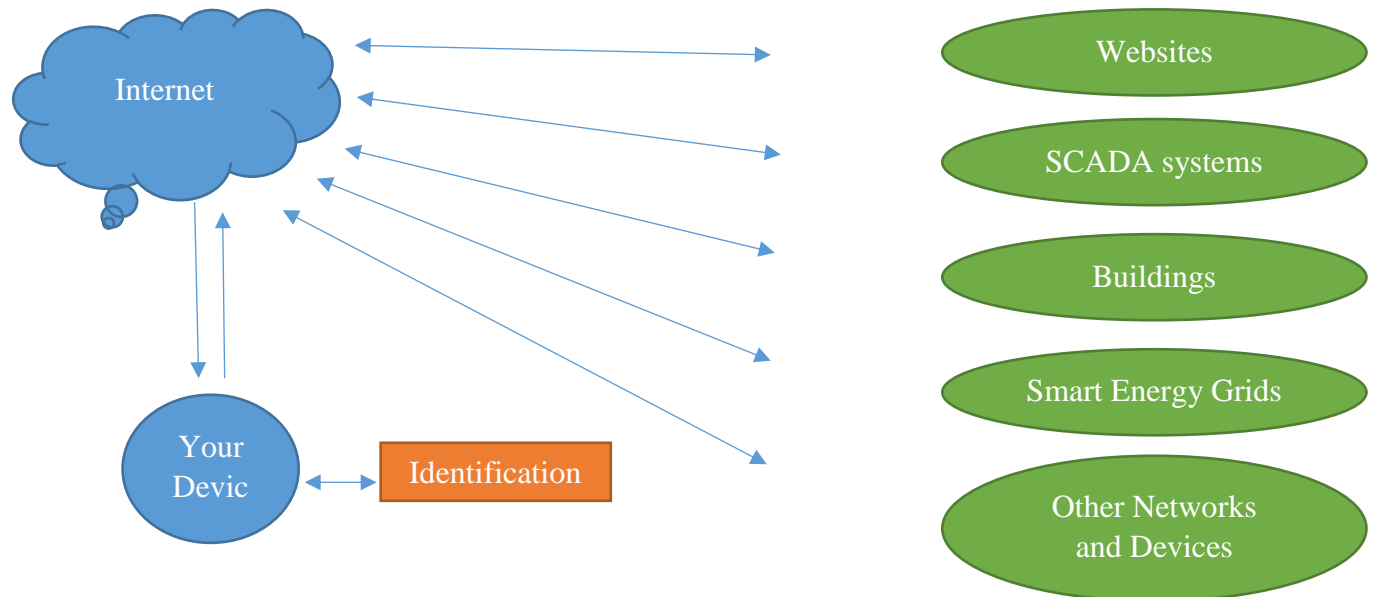 Internet
Websites
SCADA systems
Buildings
Smart Energy Grids
Your
Devic
Identification
Other Networks
and Devices